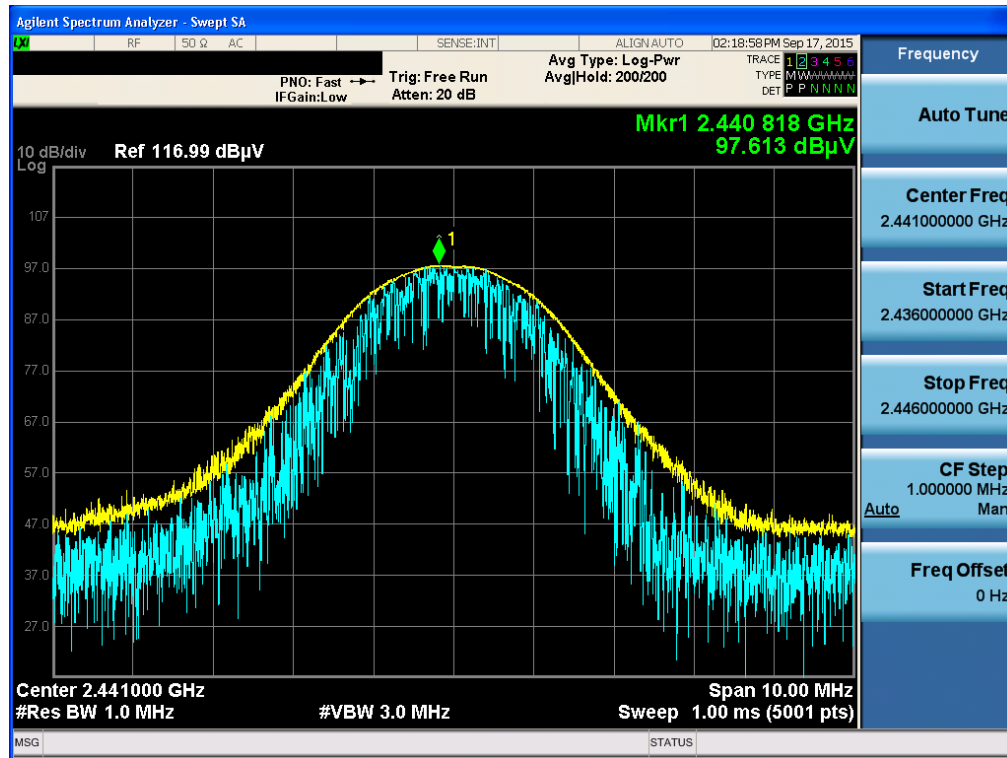 Agilent Spectrum Analyzer - Swept SA
LXI RF 50 Ω AC SENSE:INT ALIGN AUTO 02:18:58 PM Sep 17, 2015
Frequency
PNO: Fast
IFGain:Low
Trig: Free Run
Atten: 20 dB
Avg Type: Log-Pwr
Avg|Hold: 200/200
TRACE 1 2 3 4 5 6
TYPE M W
DET P P N N N N
Auto Tune
Mkr1 2.440 818 GHz
97.613 dBµV
10 dB/div Ref 116.99 dBµV
Log
1
107
97.0
87.0
77.0
67.0
57.0
47.0
37.0
27.0
Center Freq
2.441000000 GHz
Start Freq
2.436000000 GHz
Stop Freq
2.446000000 GHz
CF Step
1.000000 MHz
Auto Man
Freq Offset
0 Hz
Center 2.441000 GHz Span 10.00 MHz
#Res BW 1.0 MHz #VBW 3.0 MHz Sweep 1.00 ms (5001 pts)
MSG STATUS